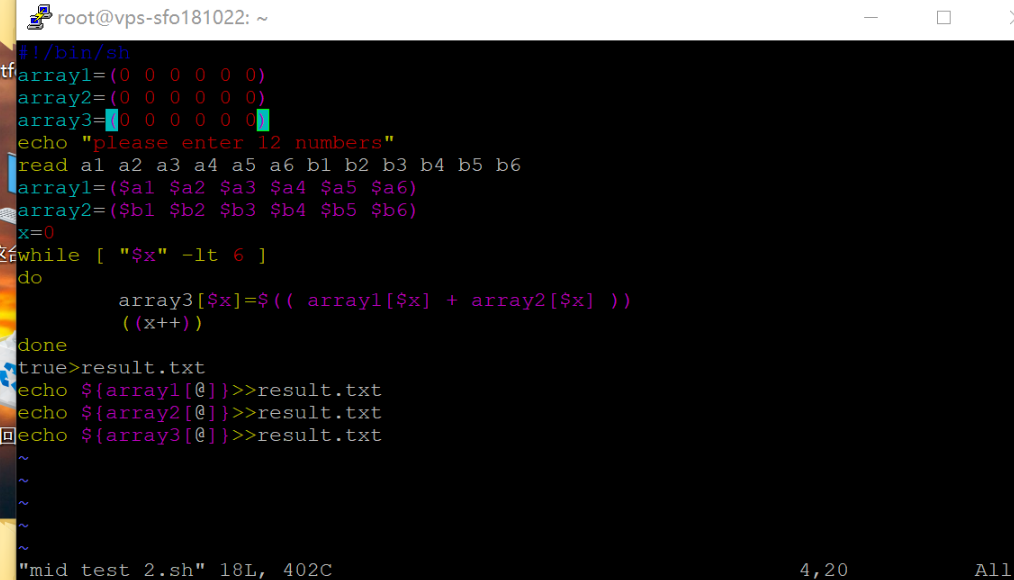 root@vps-sfo181022: ~
#!/bin/sh
array1=(0 0 0 0 0 0)
array2=(0 0 0 0 0 0)
array3=(0 0 0 0 0 0)
echo "please enter 12 numbers"
read a1 a2 a3 a4 a5 a6 b1 b2 b3 b4 b5 b6
array1=($a1 $a2 $a3 $a4 $a5 $a6)
array2=($b1 $b2 $b3 $b4 $b5 $b6)
x=0
while [ "$x" -lt 6 ]
do
        array3[$x]=$(( array1[$x] + array2[$x] ))
        ((x++))
done
true>result.txt
echo ${array1[@]}>>result.txt
echo ${array2[@]}>>result.txt
echo ${array3[@]}>>result.txt
~
~
~
~
~
"mid test 2.sh" 18L, 402C 4,20 All